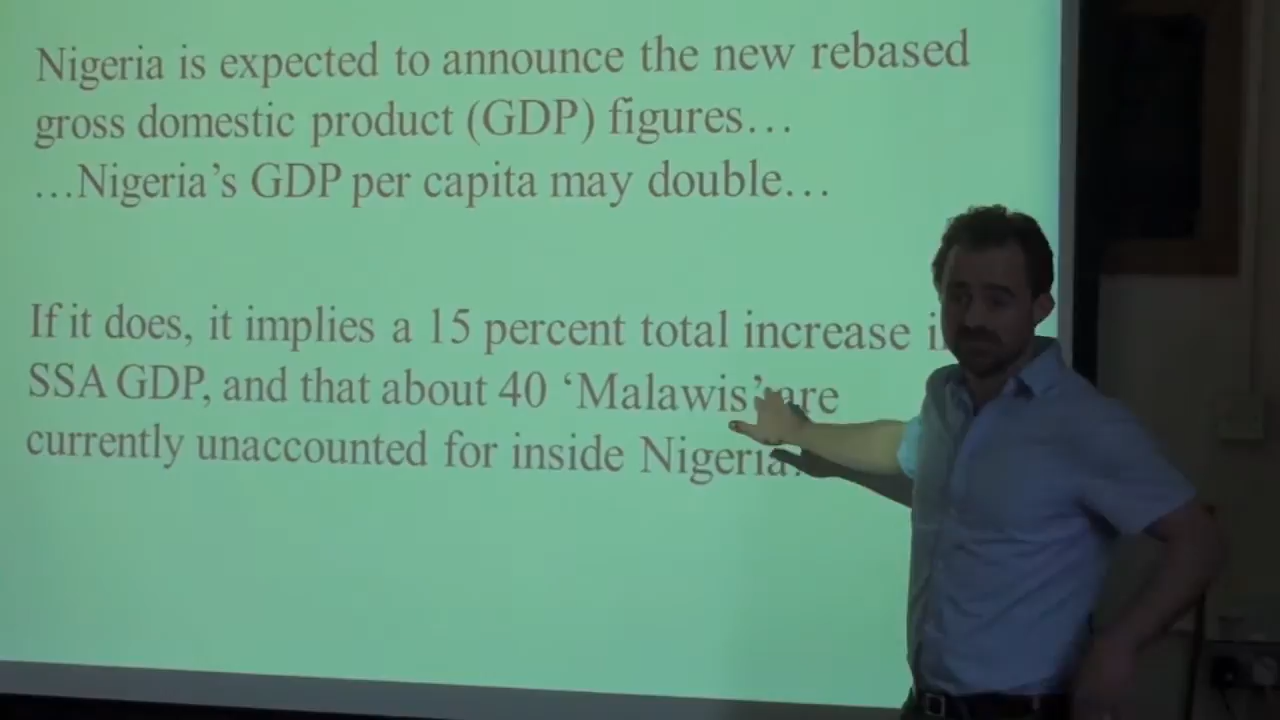 Nigeria is expected to announce the new rebased
gross domestic product (GDP) figures…
…Nigeria’s GDP per capita may double…
If it does, it implies a 15 percent total increase
SSA GDP, and that about 40 ‘Malawis’ are
currently unaccounted for inside Nigeria.